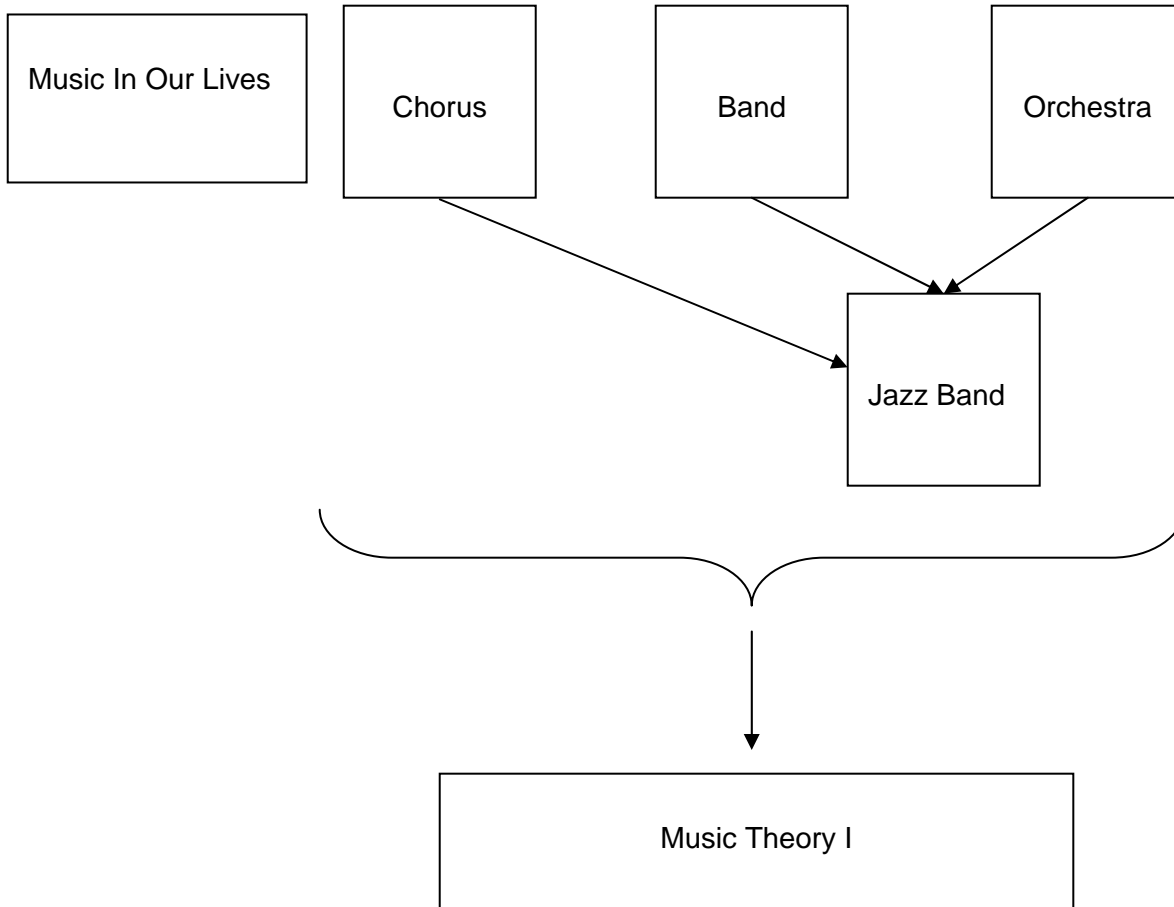 Music In Our Lives
Chorus
Band
Orchestra
Jazz Band
Music Theory I